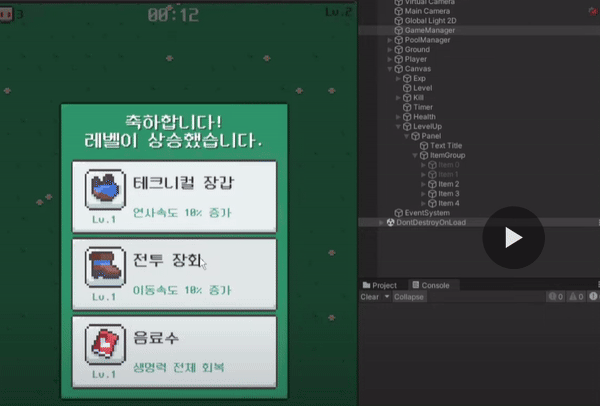 3
00:12
Lv.2
축하합니다!
레벨이 상승했습니다.
테크니컬 장갑
Lv.1
연사속도 10% 증가
전투 장화
Lv.1
이동속도 10% 증가
음료수
Lv.1
생명력 전체 회복
Virtual Camera
Main Camera
Global Light 2D
GameManager
PoolManager
Ground
Player
Canvas
Exp
Level
Kill
Timer
Health
LevelUp
Panel
Text Title
ItemGroup
Item 0
Item 1
Item 2
Item 3
Item 4
EventSystem
DontDestroyOnLoad
Project
Console
Clear
Collapse
0
0